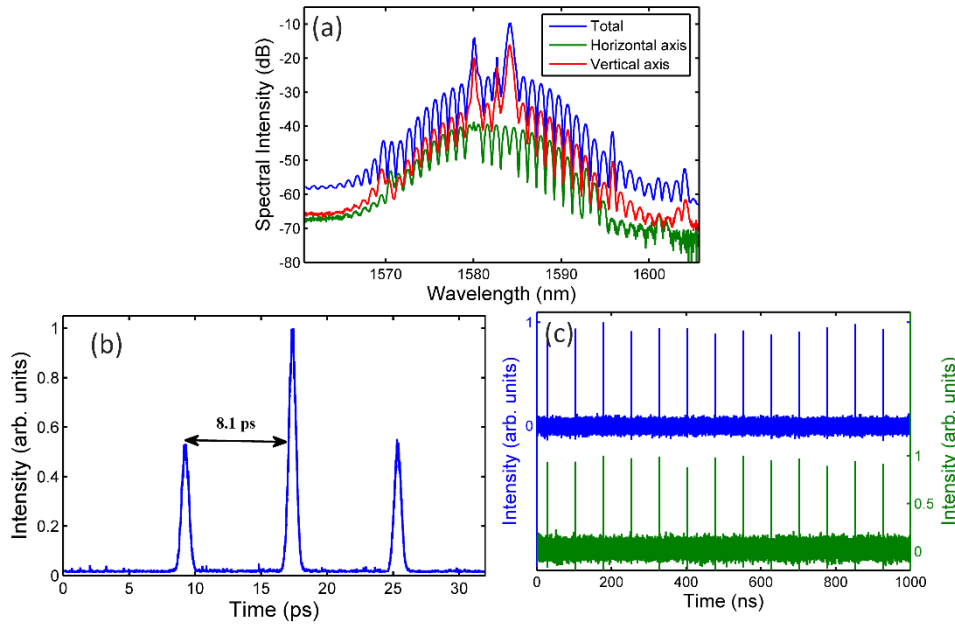 (a)
Total
Horizontal axis
Vertical axis
Spectral Intensity (dB)
-10
-20
-30
-40
-50
-60
-70
-80
1570 1580 1590 1600
Wavelength (nm)
(b)
8.1 ps
Intensity (arb. units)
1
0.8
0.6
0.4
0.2
0
0 5 10 15 20 25 30
Time (ps)
(c)
Intensity (arb. units)
1
0
Intensity (arb. units)
1
0.5
0
0 200 400 600 800 1000
Time (ns)